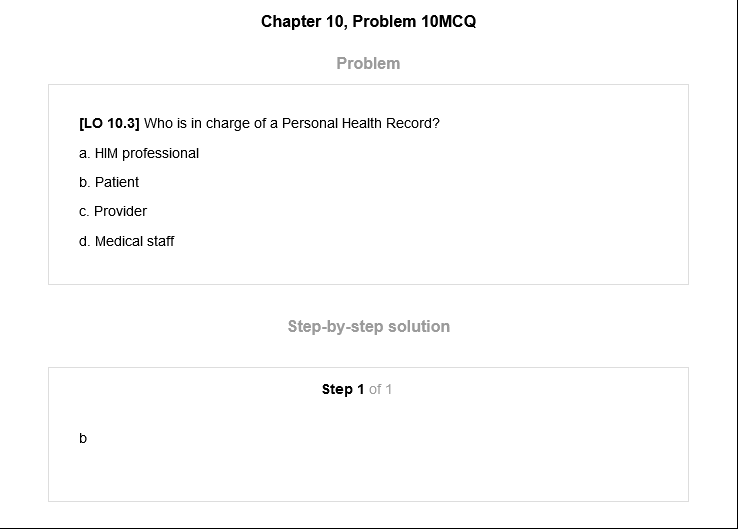 Chapter 10, Problem 10MCQ
Problem
[LO 10.3] Who is in charge of a Personal Health Record?
a. HIM professional
b. Patient
c. Provider
d. Medical staff
Step-by-step solution
Step 1 of 1
b